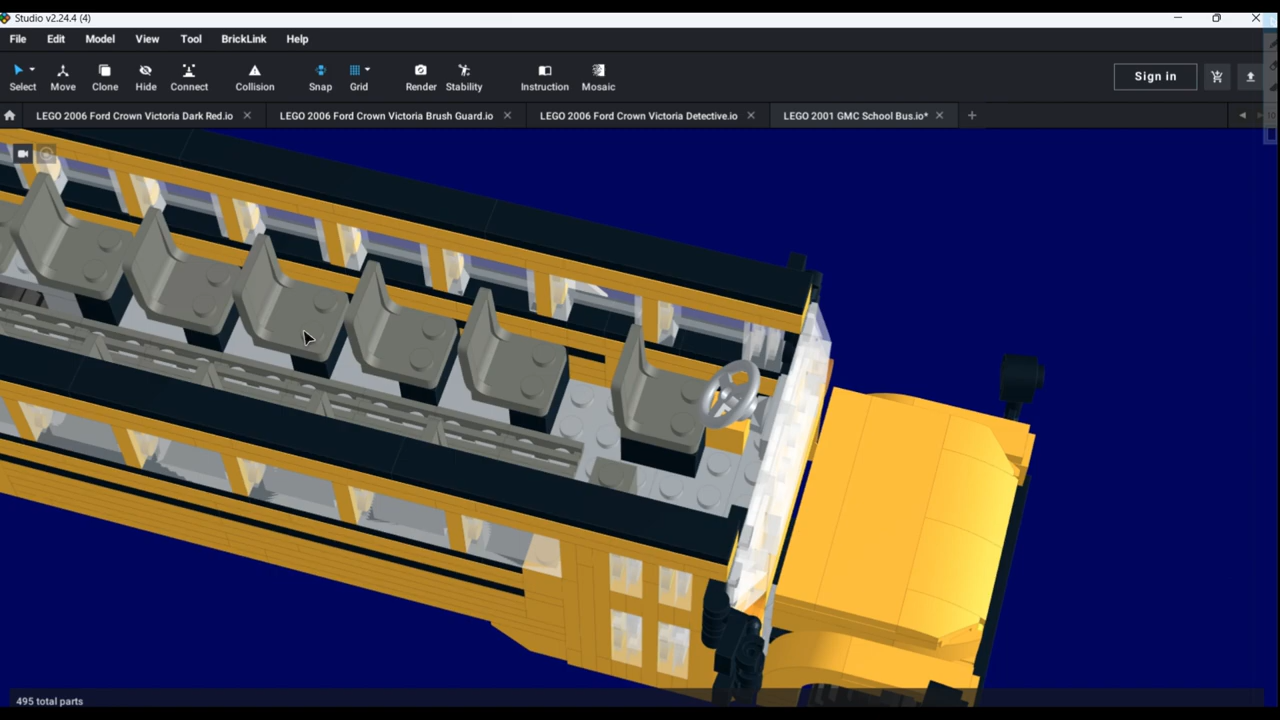 Studio v2.24.4 (4)
File Edit Model View Tool BrickLink Help
Select Move Clone Hide Connect Collision Snap Grid Render Stability Instruction Mosaic Sign in
LEGO 2006 Ford Crown Victoria Dark Red.io LEGO 2006 Ford Crown Victoria Brush Guard.io LEGO 2006 Ford Crown Victoria Detective.io LEGO 2001 GMC School Bus.io*
495 total parts